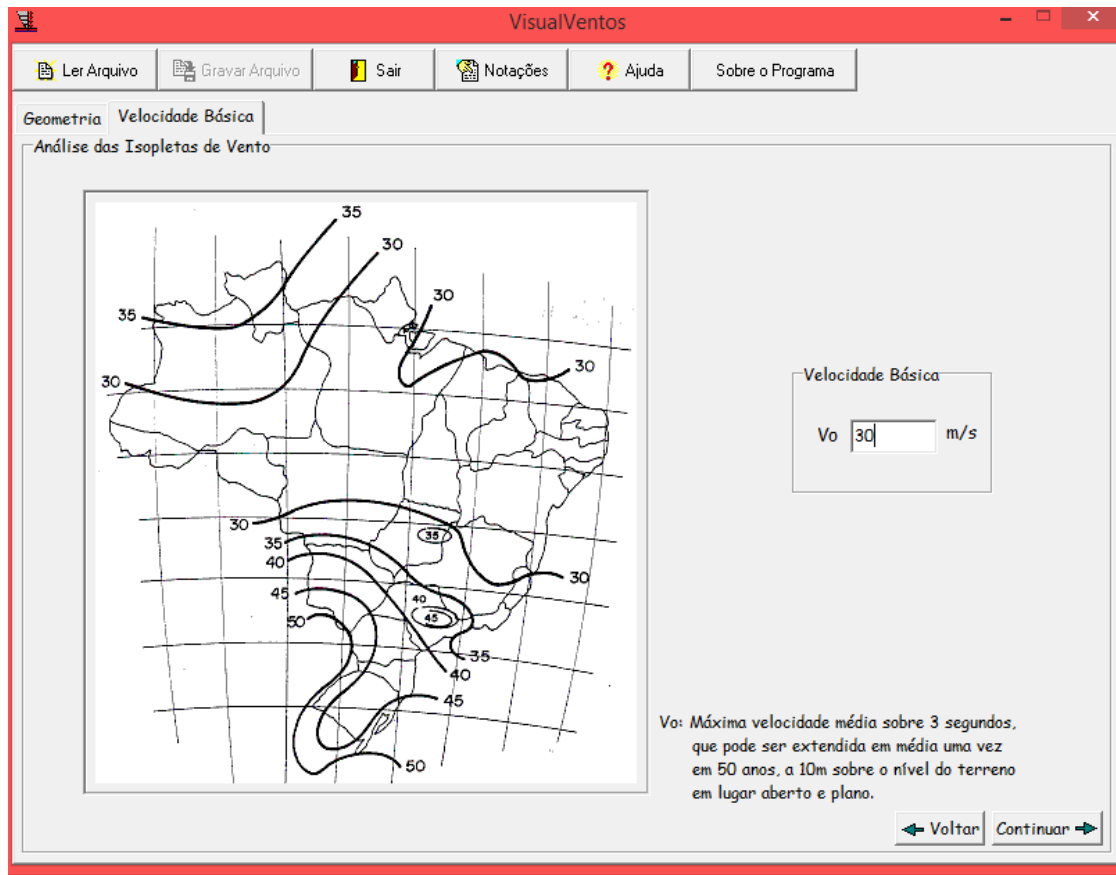 VisualVentos
Ler Arquivo
Gravar Arquivo
Sair
Notações
Ajuda
Sobre o Programa
Geometria
Velocidade Básica
Análise das Isopletas de Vento
35
30
30
35
30
30
30
35
35
40
30
45
40
45
50
35
40
45
50
Velocidade Básica
Vo 30 m/s
Vo: Máxima velocidade média sobre 3 segundos,
que pode ser extendida em média uma vez
em 50 anos, a 10m sobre o nível do terreno
em lugar aberto e plano.
Voltar
Continuar